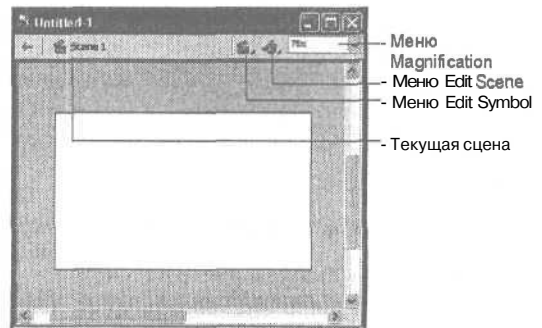 Untitled-1
Scene 1
Меню
Magnification
- Меню Edit Scene
- Меню Edit Symbol
- Текущая сцена